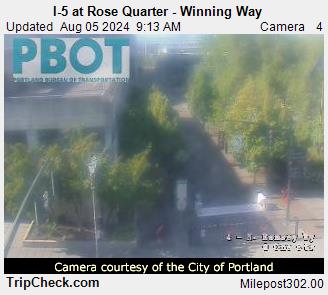 I-5 at Rose Quarter - Winning Way
Updated Aug 05 2024 9:13 AM Camera 4
PBOT
PORTLAND BUREAU OF TRANSPORTATION
Camera courtesy of the City of Portland
TripCheck.com Milepost302.00